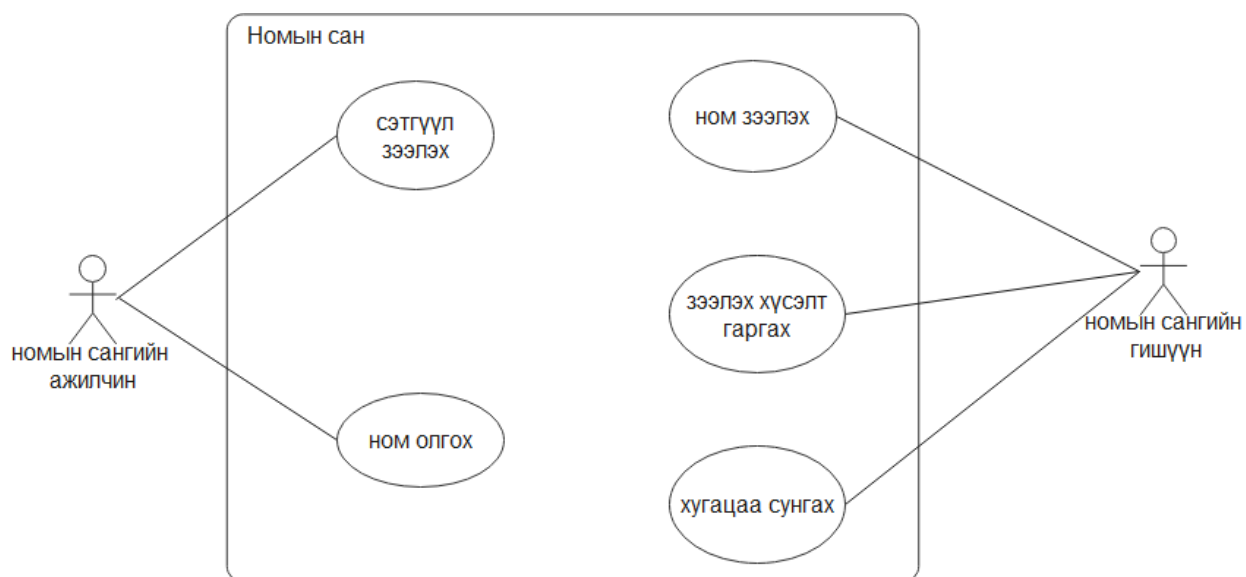 Номын сан
сэтгүүл
зээлэх
ном зээлэх
номын сангийн
ажилчин
зээлэх хүсэлт
гаргах
номын сангийн
гишүүн
ном олгох
хугацаа сунгах